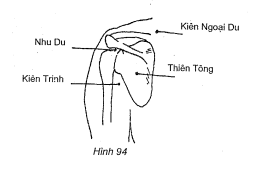 Kiên Ngoại Du
Nhu Du
Thiên Tông
Kiên Trinh
Hình 94